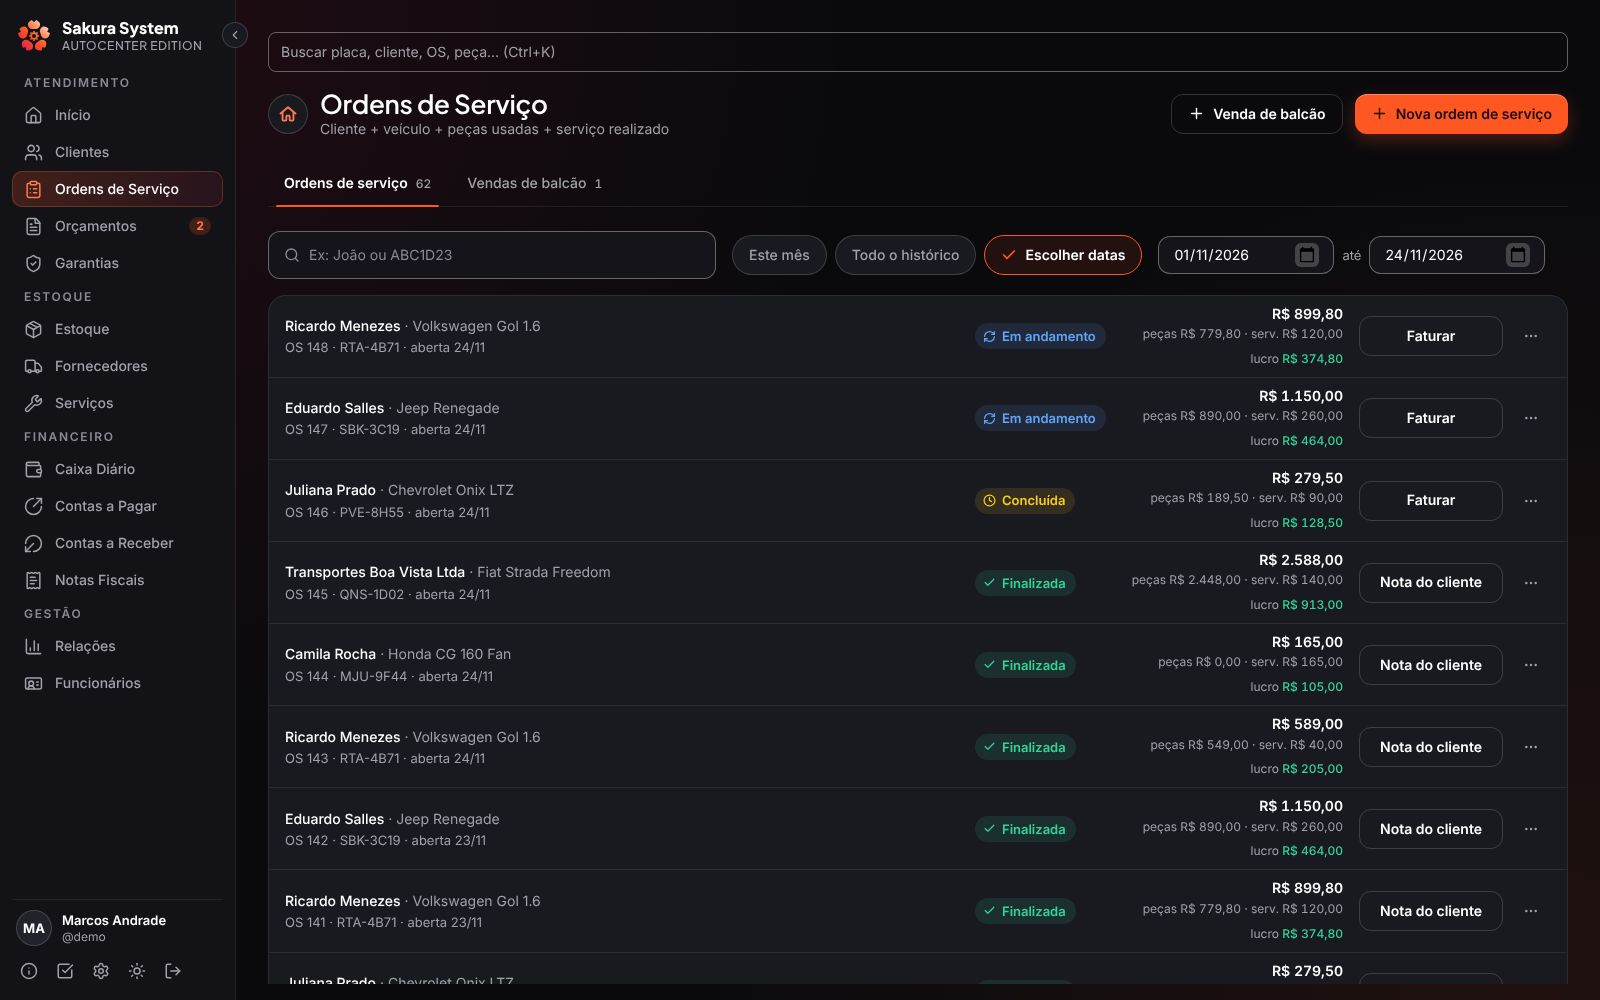 Sakura System
AUTOCENTER EDITION
ATENDIMENTO
Início
Clientes
Ordens de Serviço
Orçamentos 2
Garantias
ESTOQUE
Estoque
Fornecedores
Serviços
FINANCEIRO
Caixa Diário
Contas a Pagar
Contas a Receber
Notas Fiscais
GESTÃO
Relações
Funcionários
MA
Marcos Andrade
@demo
Buscar placa, cliente, OS, peça... (Ctrl+K)
Ordens de Serviço
Cliente + veículo + peças usadas + serviço realizado
Venda de balcão
Nova ordem de serviço
Ordens de serviço 62
Vendas de balcão 1
Ex: João ou ABC1D23
Este mês
Todo o histórico
Escolher datas
01/11/2026
até
24/11/2026
Ricardo Menezes · Volkswagen Gol 1.6
OS 148 · RTA-4B71 · aberta 24/11
Em andamento
R$ 899,80
peças R$ 779,80 · serv. R$ 120,00
lucro R$ 374,80
Faturar
Eduardo Salles · Jeep Renegade
OS 147 · SBK-3C19 · aberta 24/11
Em andamento
R$ 1.150,00
peças R$ 890,00 · serv. R$ 260,00
lucro R$ 464,00
Faturar
Juliana Prado · Chevrolet Onix LTZ
OS 146 · PVE-8H55 · aberta 24/11
Concluída
R$ 279,50
peças R$ 189,50 · serv. R$ 90,00
lucro R$ 128,50
Faturar
Transportes Boa Vista Ltda · Fiat Strada Freedom
OS 145 · QNS-1D02 · aberta 24/11
Finalizada
R$ 2.588,00
peças R$ 2.448,00 · serv. R$ 140,00
lucro R$ 913,00
Nota do cliente
Camila Rocha · Honda CG 160 Fan
OS 144 · MJU-9F44 · aberta 24/11
Finalizada
R$ 165,00
peças R$ 0,00 · serv. R$ 165,00
lucro R$ 105,00
Nota do cliente
Ricardo Menezes · Volkswagen Gol 1.6
OS 143 · RTA-4B71 · aberta 24/11
Finalizada
R$ 589,00
peças R$ 549,00 · serv. R$ 40,00
lucro R$ 205,00
Nota do cliente
Eduardo Salles · Jeep Renegade
OS 142 · SBK-3C19 · aberta 23/11
Finalizada
R$ 1.150,00
peças R$ 890,00 · serv. R$ 260,00
lucro R$ 464,00
Nota do cliente
Ricardo Menezes · Volkswagen Gol 1.6
OS 141 · RTA-4B71 · aberta 23/11
Finalizada
R$ 899,80
peças R$ 779,80 · serv. R$ 120,00
lucro R$ 374,80
Nota do cliente
Juliana Prado · Chevrolet Onix LTZ
R$ 279,50